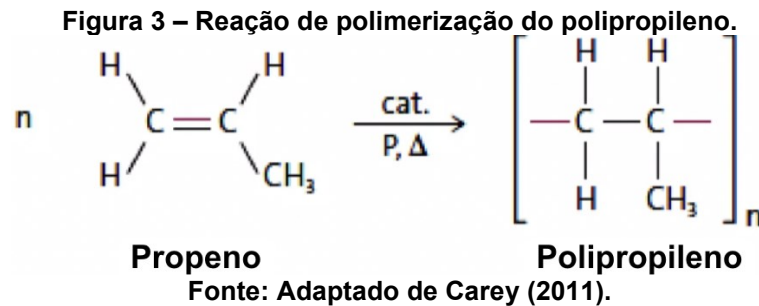 Figura 3 – Reação de polimerização do polipropileno.
H H H H
n C = C cat. C C n
P, Δ
H CH₃ H CH₃
Propeno Polipropileno
Fonte: Adaptado de Carey (2011).